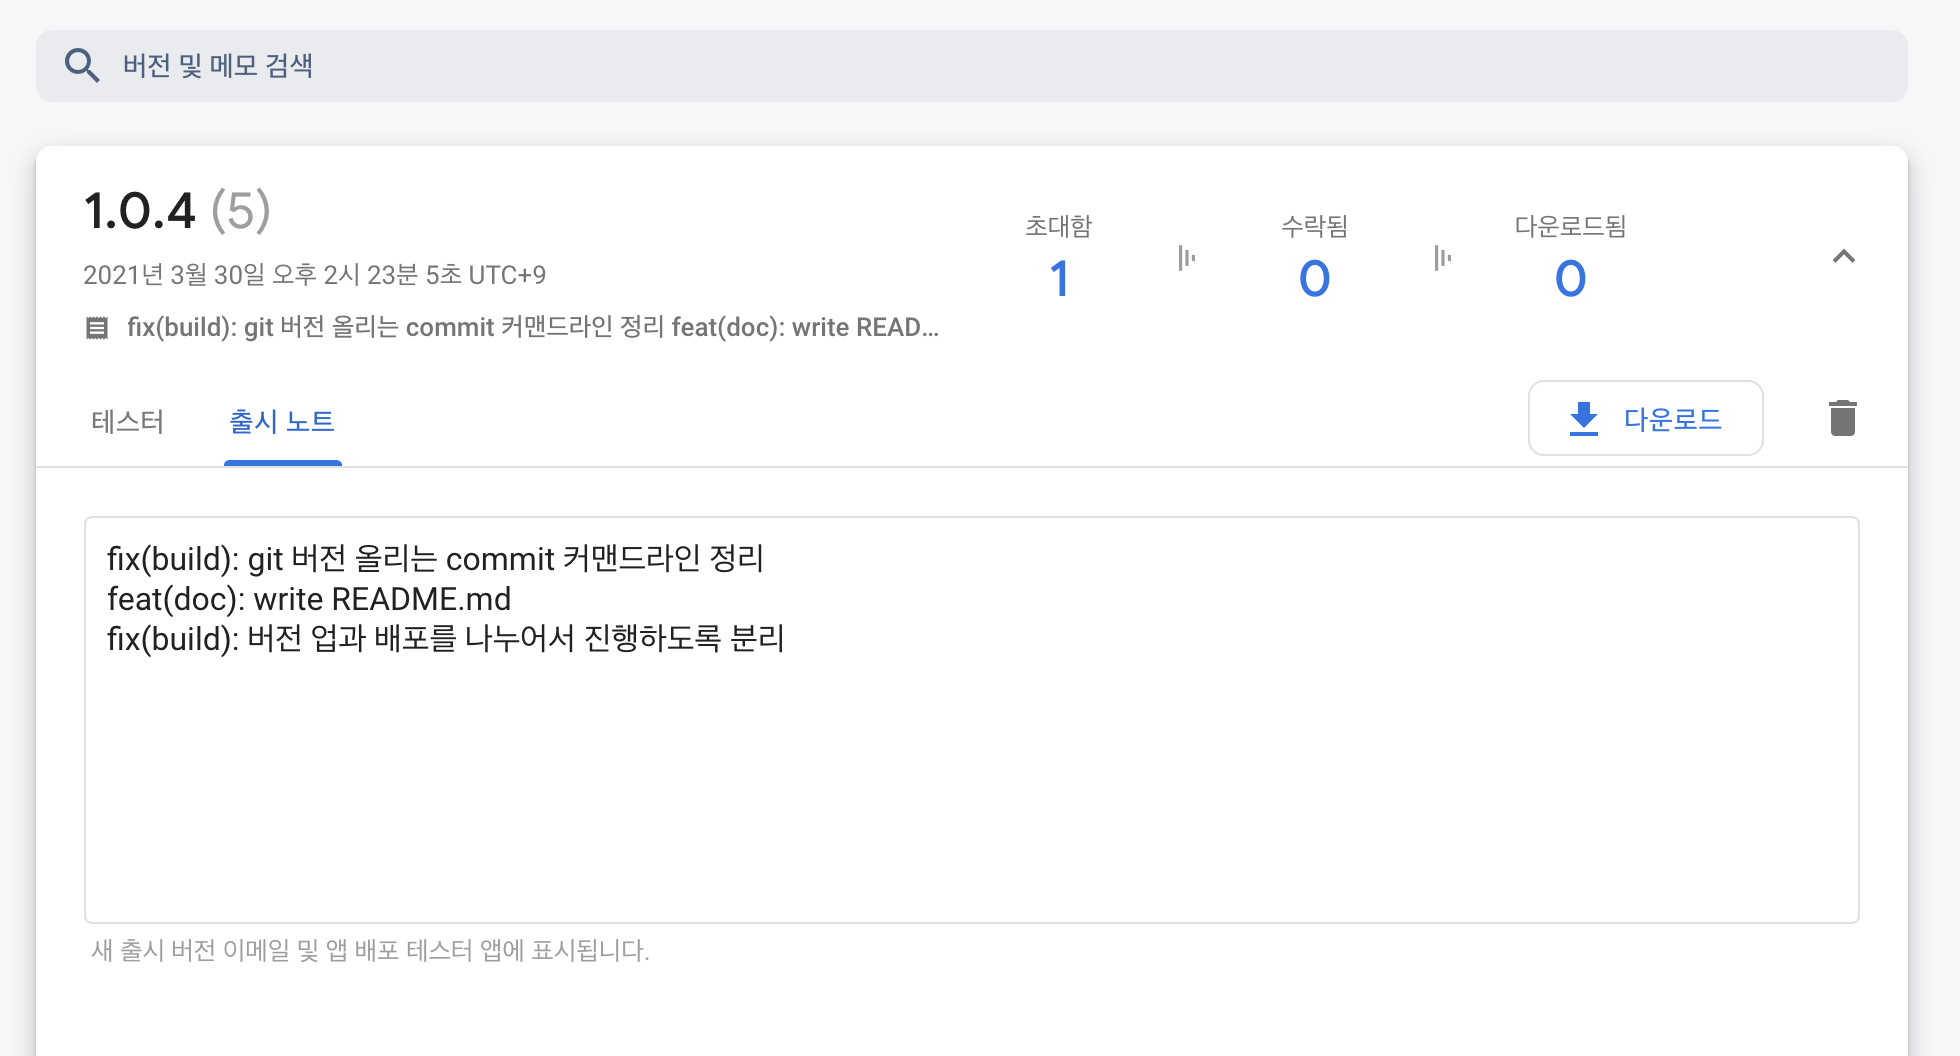 버전 및 메모 검색
1.0.4 (5)
2021년 3월 30일 오후 2시 23분 5초 UTC+9
fix(build): git 버전 올리는 commit 커맨드라인 정리 feat(doc): write READ...
초대함
1
수락됨
0
다운로드됨
0
테스터
출시 노트
다운로드
fix(build): git 버전 올리는 commit 커맨드라인 정리
feat(doc): write README.md
fix(build): 버전 업과 배포를 나누어서 진행하도록 분리
새 출시 버전 이메일 및 앱 배포 테스터 앱에 표시됩니다.